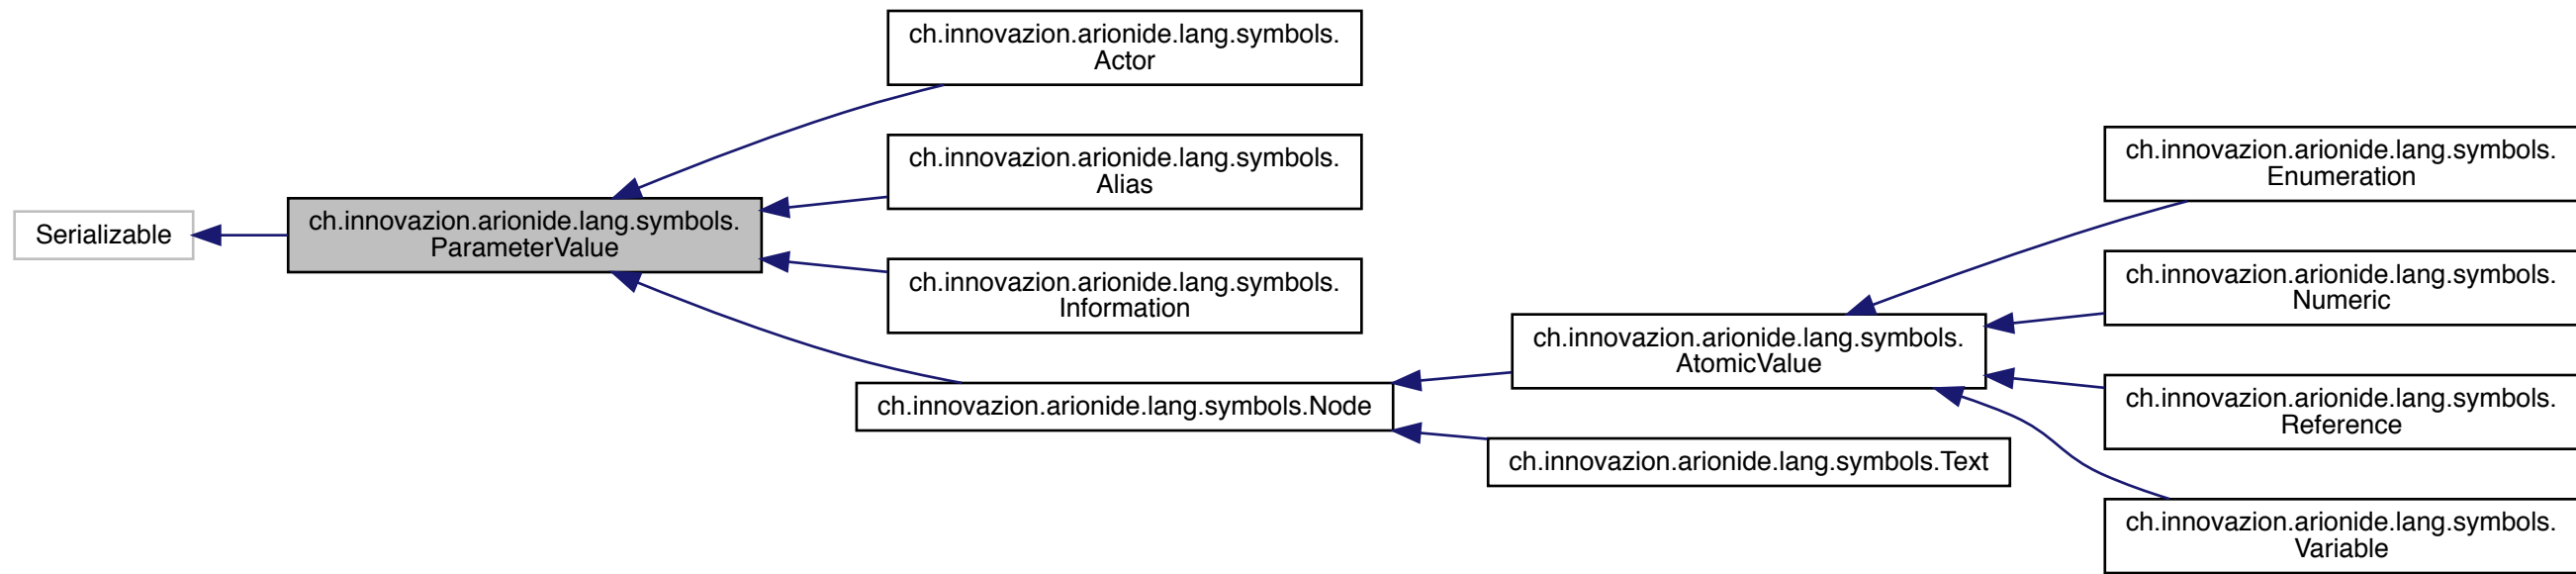 Serializable
ch.innovazion.arionide.lang.symbols.
ParameterValue
ch.innovazion.arionide.lang.symbols.
Actor
ch.innovazion.arionide.lang.symbols.
Alias
ch.innovazion.arionide.lang.symbols.
Information
ch.innovazion.arionide.lang.symbols.Node
ch.innovazion.arionide.lang.symbols.
AtomicValue
ch.innovazion.arionide.lang.symbols.Text
ch.innovazion.arionide.lang.symbols.
Enumeration
ch.innovazion.arionide.lang.symbols.
Numeric
ch.innovazion.arionide.lang.symbols.
Reference
ch.innovazion.arionide.lang.symbols.
Variable